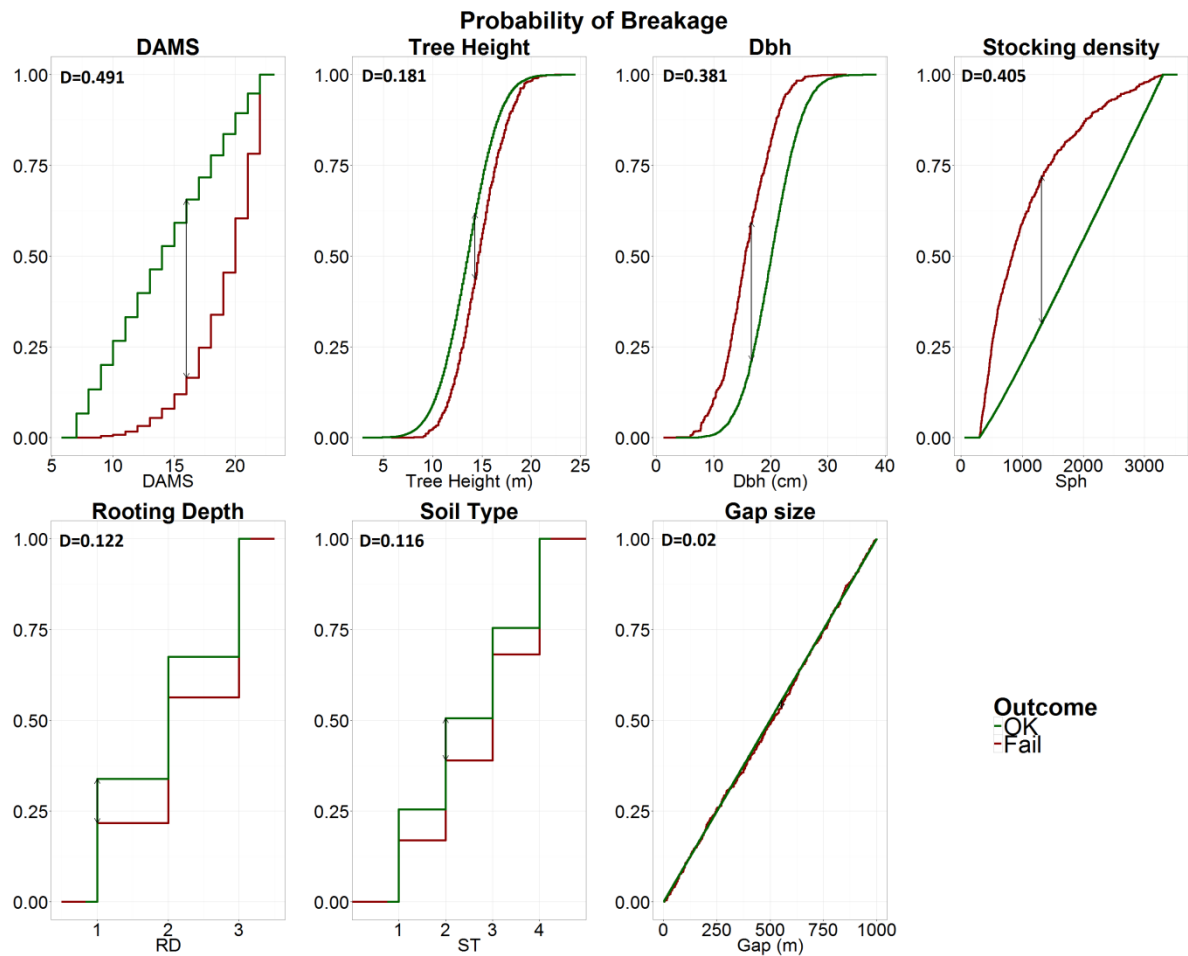 Probability of Breakage
DAMS
D=0.491
1.00
0.75
0.50
0.25
0.00
5 10 15 20
DAMS
Tree Height
D=0.181
1.00
0.75
0.50
0.25
0.00
5 10 15 20 25
Tree Height (m)
Dbh
D=0.381
1.00
0.75
0.50
0.25
0.00
0 10 20 30 40
Dbh (cm)
Stocking density
D=0.405
1.00
0.75
0.50
0.25
0.00
0 1000 2000 3000
Sph
Rooting Depth
D=0.122
1.00
0.75
0.50
0.25
0.00
1 2 3
RD
Soil Type
D=0.116
1.00
0.75
0.50
0.25
0.00
1 2 3 4
ST
Gap size
D=0.02
1.00
0.75
0.50
0.25
0.00
0 250 500 750 1000
Gap (m)
Outcome
OK
Fail